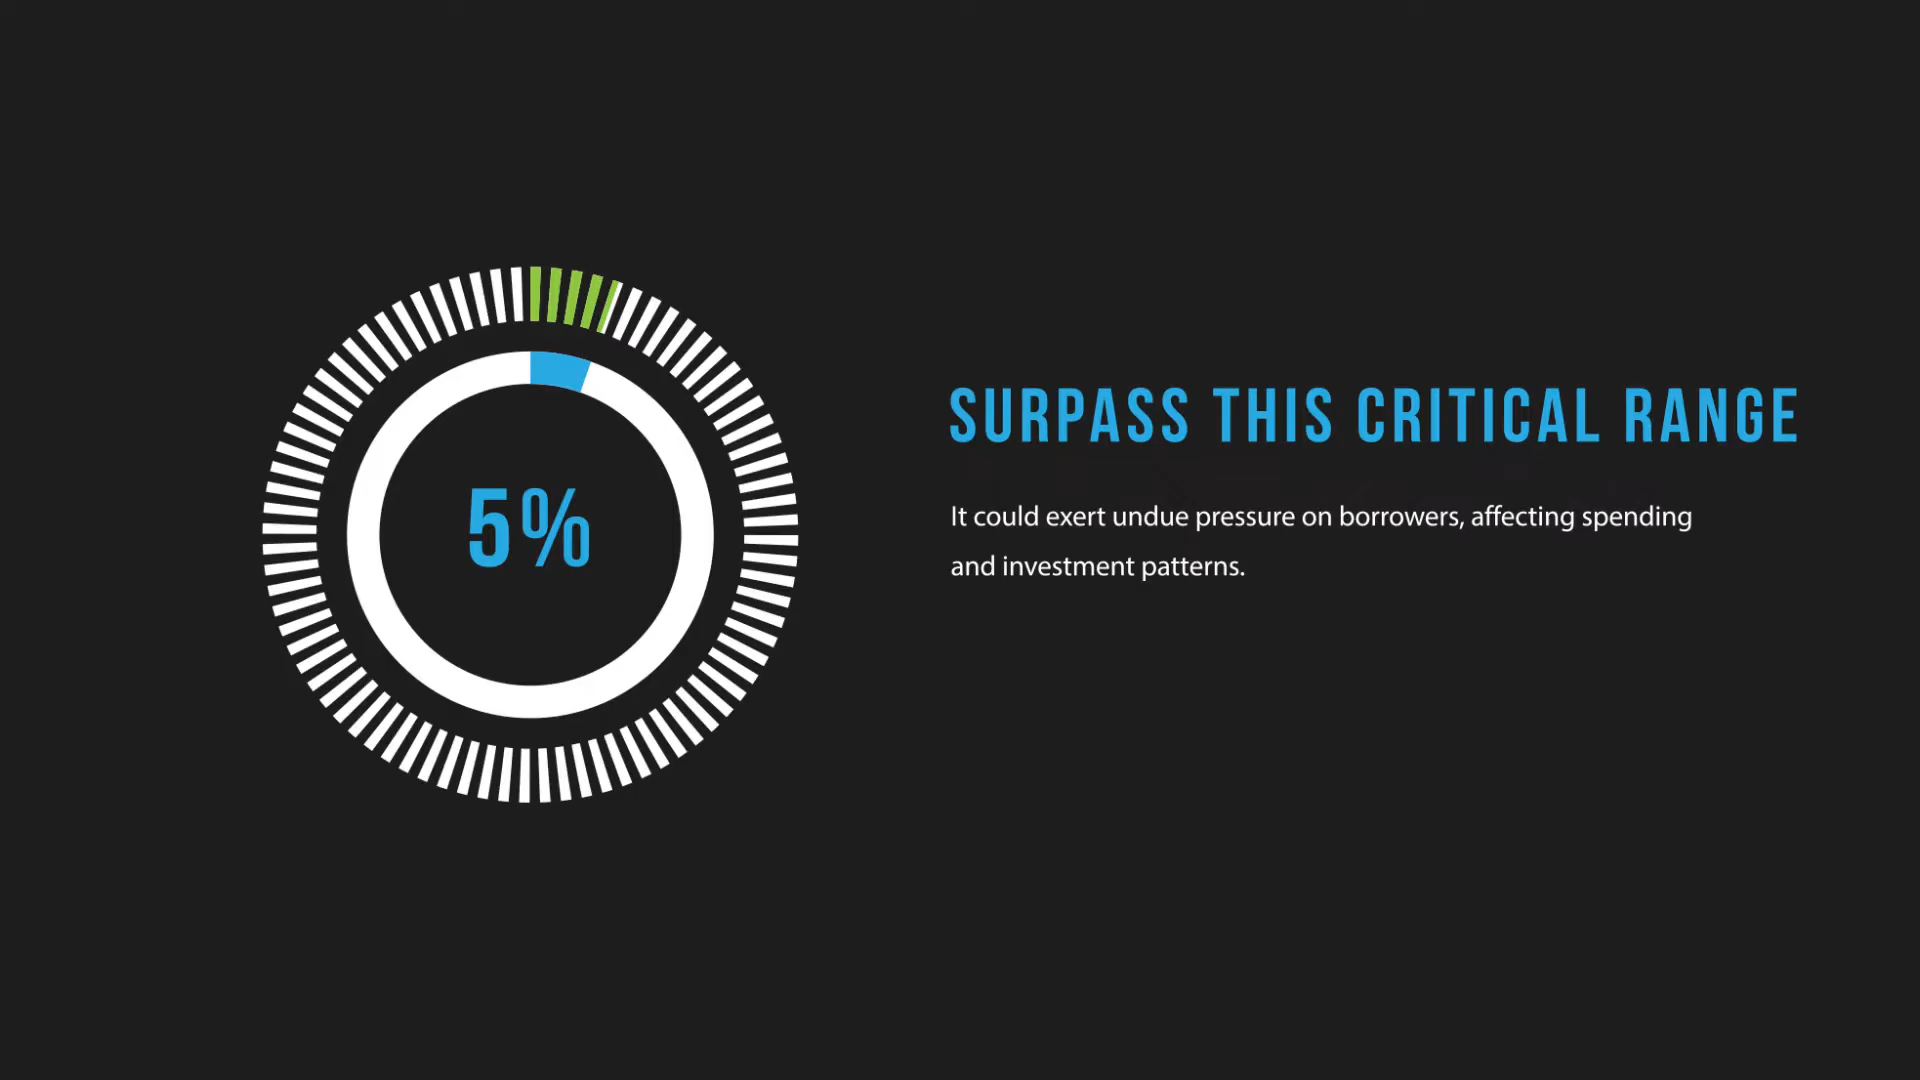 5%
SURPASS THIS CRITICAL RANGE
It could exert undue pressure on borrowers, affecting spending
and investment patterns.